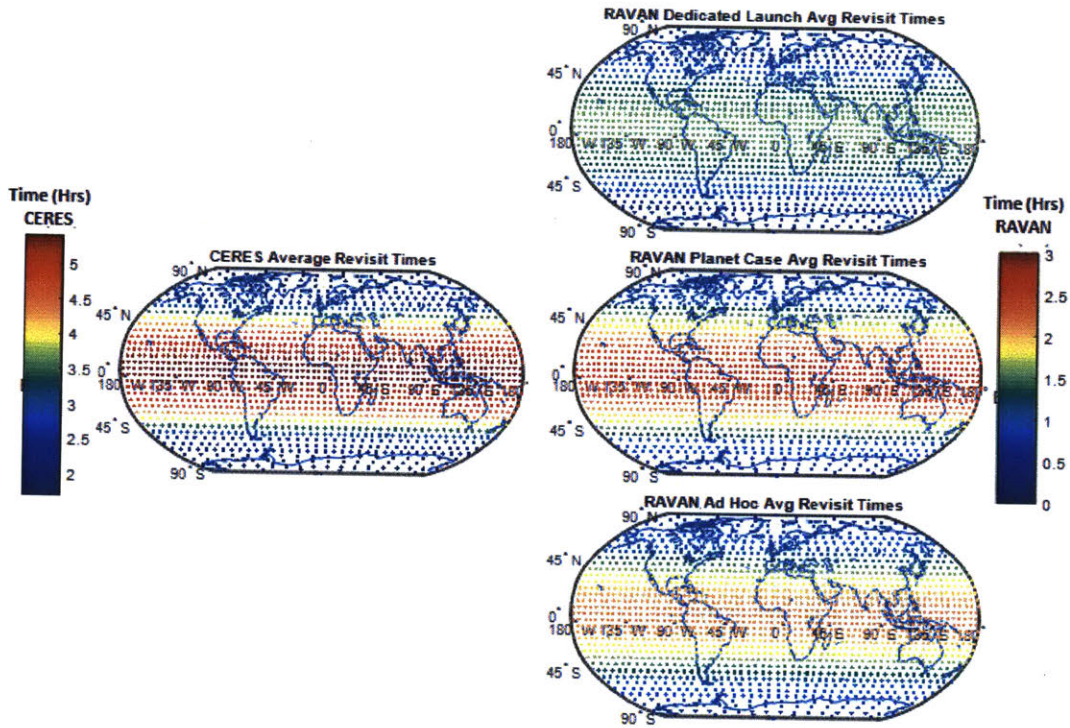 RAVAN Dedicated Launch Avg Revisit Times
90° N
45° N
0°
180° W 135° W 90° W 45° W 0° 45° E 90° E 135° E 180°
45° S
90° S
Time (Hrs)
CERES
5
4.5
4
3.5
3
2.5
2
CERES Average Revisit Times
90° N
45° N
0°
180° W 135° W 90° W 45° W 0° 45° E 90° E 135° E 180°
45° S
90° S
RAVAN Planet Case Avg Revisit Times
90° N
45° N
0°
180° W 135° W 90° W 45° W 0° 45° E 90° E 135° E 180°
45° S
90° S
Time (Hrs)
RAVAN
3
2.5
2
1.5
1
0.5
0
RAVAN Ad Hoc Avg Revisit Times
90° N
45° N
0°
180° W 135° W 90° W 45° W 0° 45° E 90° E 135° E 180°
45° S
90° S